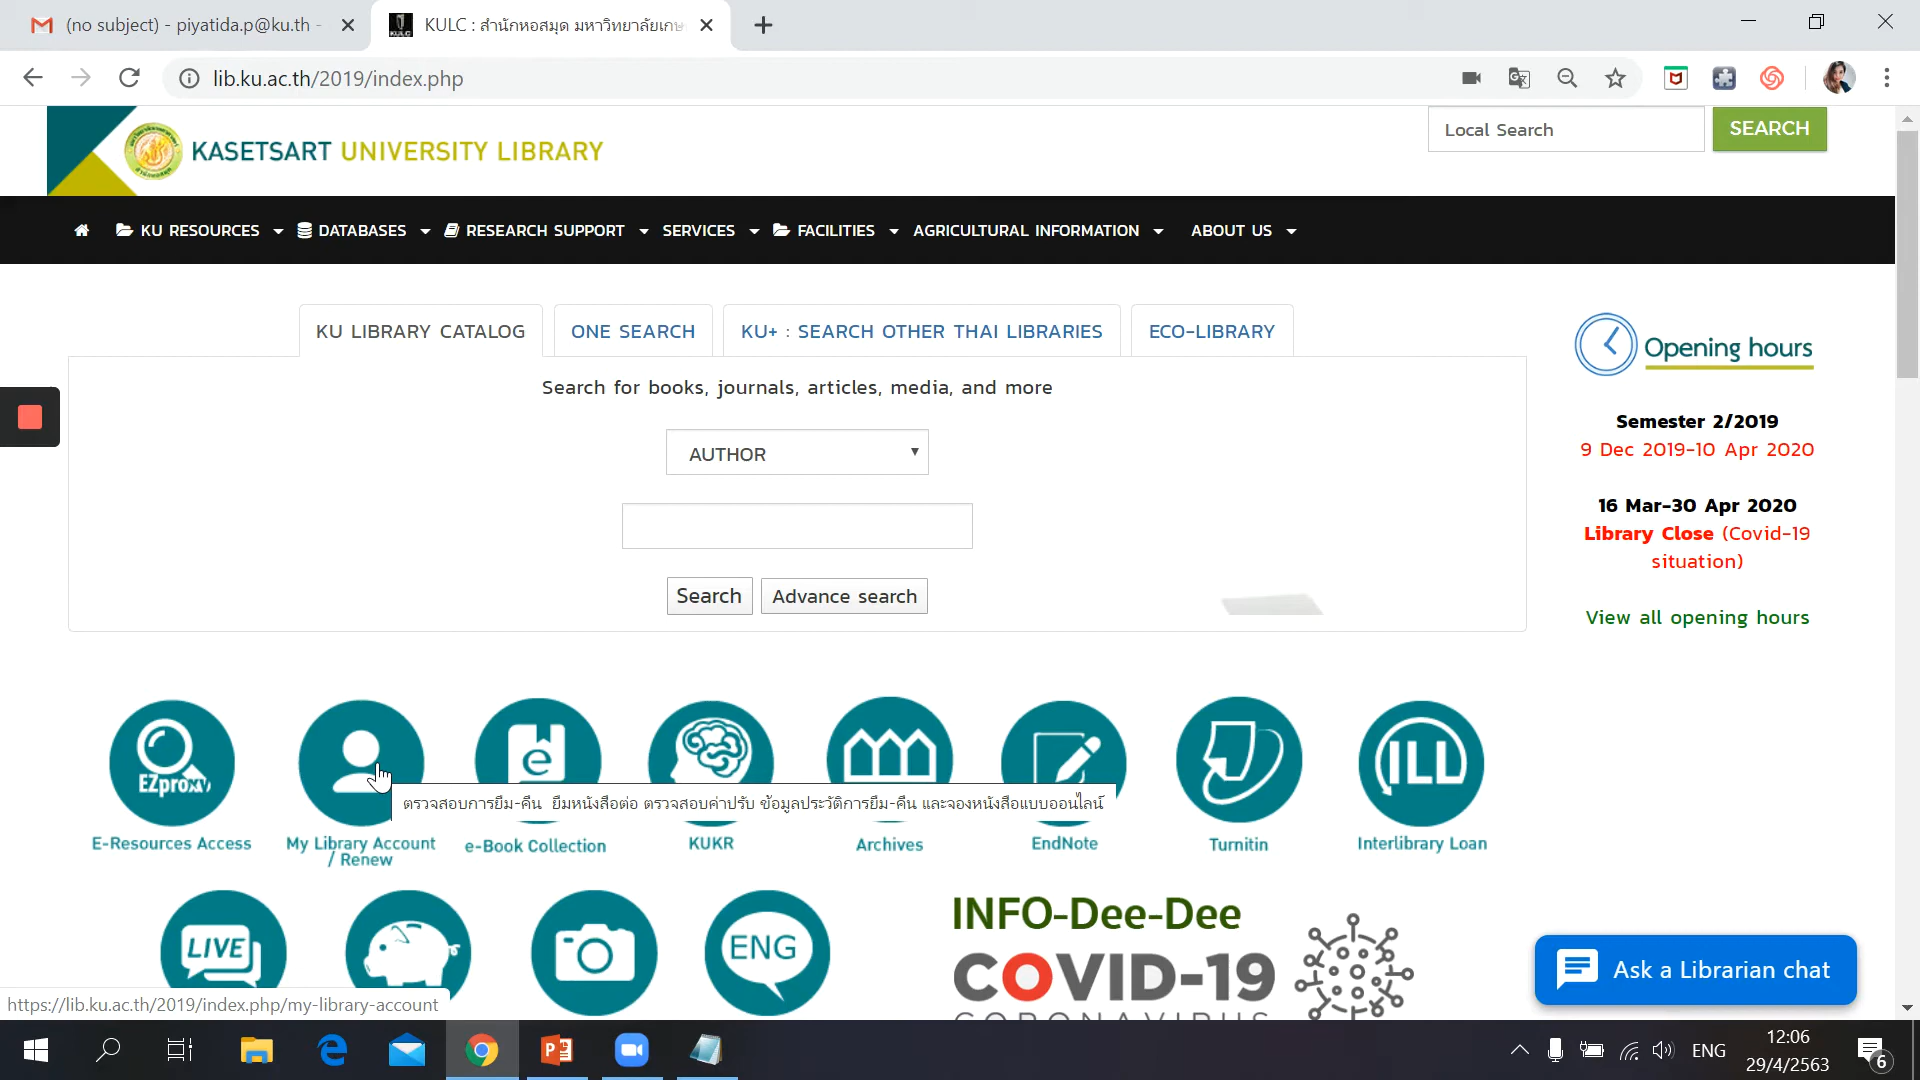 (no subject) - piyatida.p@ku.th -
KULC : สำนักหอสมุด มหาวิทยาลัยเกษ
lib.ku.ac.th/2019/index.php
KASETSART UNIVERSITY LIBRARY
Local Search
SEARCH
KU RESOURCES DATABASES RESEARCH SUPPORT SERVICES FACILITIES AGRICULTURAL INFORMATION ABOUT US
KU LIBRARY CATALOG ONE SEARCH KU+ : SEARCH OTHER THAI LIBRARIES ECO-LIBRARY
Search for books, journals, articles, media, and more
AUTHOR
Search Advance search
Opening hours
Semester 2/2019
9 Dec 2019-10 Apr 2020
16 Mar-30 Apr 2020
Library Close (Covid-19
situation)
View all opening hours
EZproxy
e
ILL
ตรวจสอบการยืม-คืน ยืมหนังสือต่อ ตรวจสอบค่าปรับ ข้อมูลประวัติการยืม-คืน และจองหนังสือแบบออนไลน์
E-Resources Access
My Library Account
/ Renew
e-Book Collection
KUKR
Archives
EndNote
Turnitin
Interlibrary Loan
LIVE
ENG
INFO-Dee-Dee
COVID-19
CORONAVIRUS
Ask a Librarian chat
https://lib.ku.ac.th/2019/index.php/my-library-account
ENG
12:06
29/4/2563
6